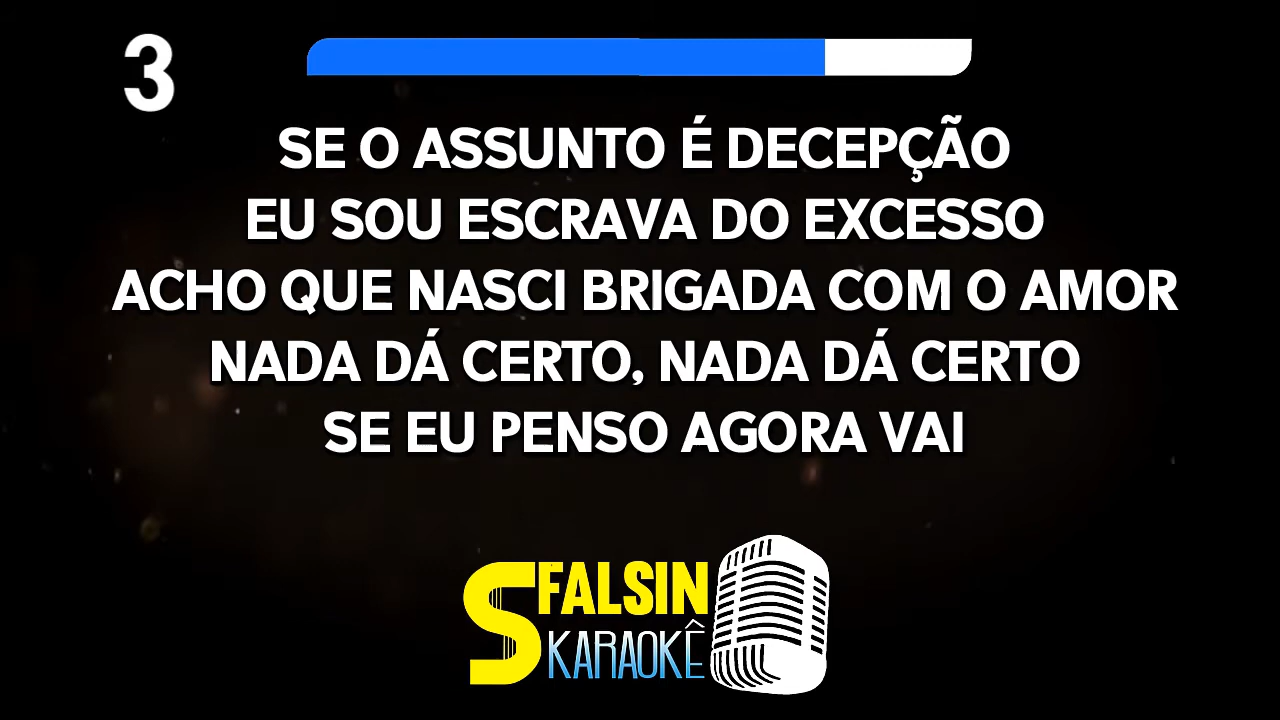 3
SE O ASSUNTO É DECEPÇÃO
EU SOU ESCRAVA DO EXCESSO
ACHO QUE NASCI BRIGADA COM O AMOR
NADA DÁ CERTO, NADA DÁ CERTO
SE EU PENSO AGORA VAI
S FALSIN
KARAOKÊ